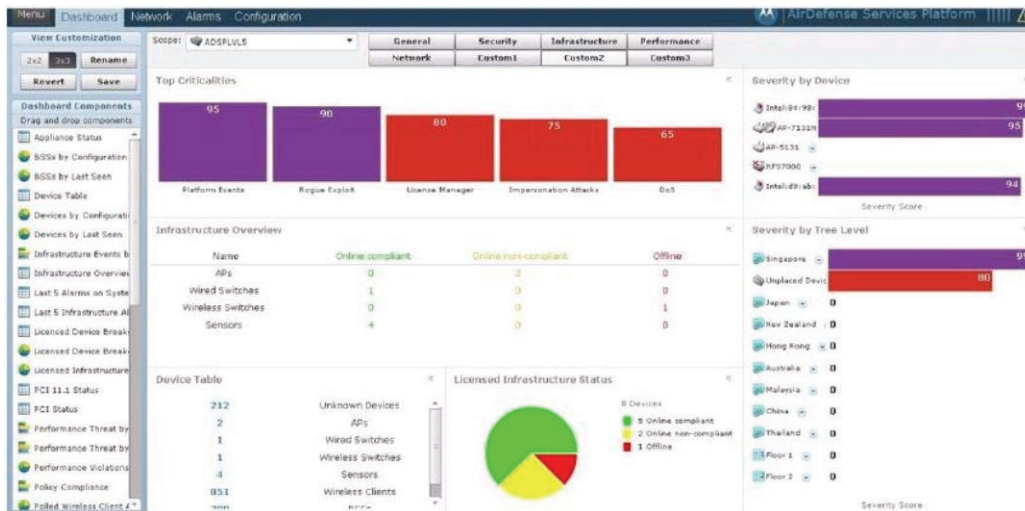 Menu Dashboard Network Alarms Configuration
AirDefense Services Platform
View Customization
2x2 3x3 Rename
Revert Save
Dashboard Components
Drag and drop components
Appliance Status
BSSs by Configuration
BSSs by Last Seen
Device Table
Devices by Configurati
Devices by Last Seen
Infrastructure Events b
Infrastructure Overview
Last 5 Alarms on Syste
Last 5 Infrastructure Al
Licensed Device Break
Licensed Device Break
Licensed Infrastructure
PCI 11.1 Status
PCI Status
Performance Threat by
Performance Threat by
Performance Violations
Policy Compliance
Polled Wireless Client A
Scope: ADSPLVL5
General Security Infrastructure Performance
Network Custom1 Custom2 Custom3
Top Criticalities
95 90 80 75 65
Platform Events Rogue Exploit License Manager Impersonation Attacks DoS
Infrastructure Overview
Name Online compliant Online non-compliant Offline
APs 0 2 0
Wired Switches 1 0 0
Wireless Switches 0 0 1
Sensors 4 0 0
Device Table
212 Unknown Devices
2 APs
1 Wired Switches
1 Wireless Switches
4 Sensors
851 Wireless Clients
Licensed Infrastructure Status
8 Devices
5 Online compliant
2 Online non-compliant
1 Offline
Severity by Device
Intel:84:98:
AP-7131N 95
AP-5131
RFS7000
Intel:d9:ab: 94
Severity Score
Severity by Tree Level
Singapore
Unplaced Devic 80
Japan 0
New Zealand 0
Hong Kong 0
Australia 0
Malaysia 0
China 0
Thailand 0
Floor 1 0
Floor 2 0
Severity Score